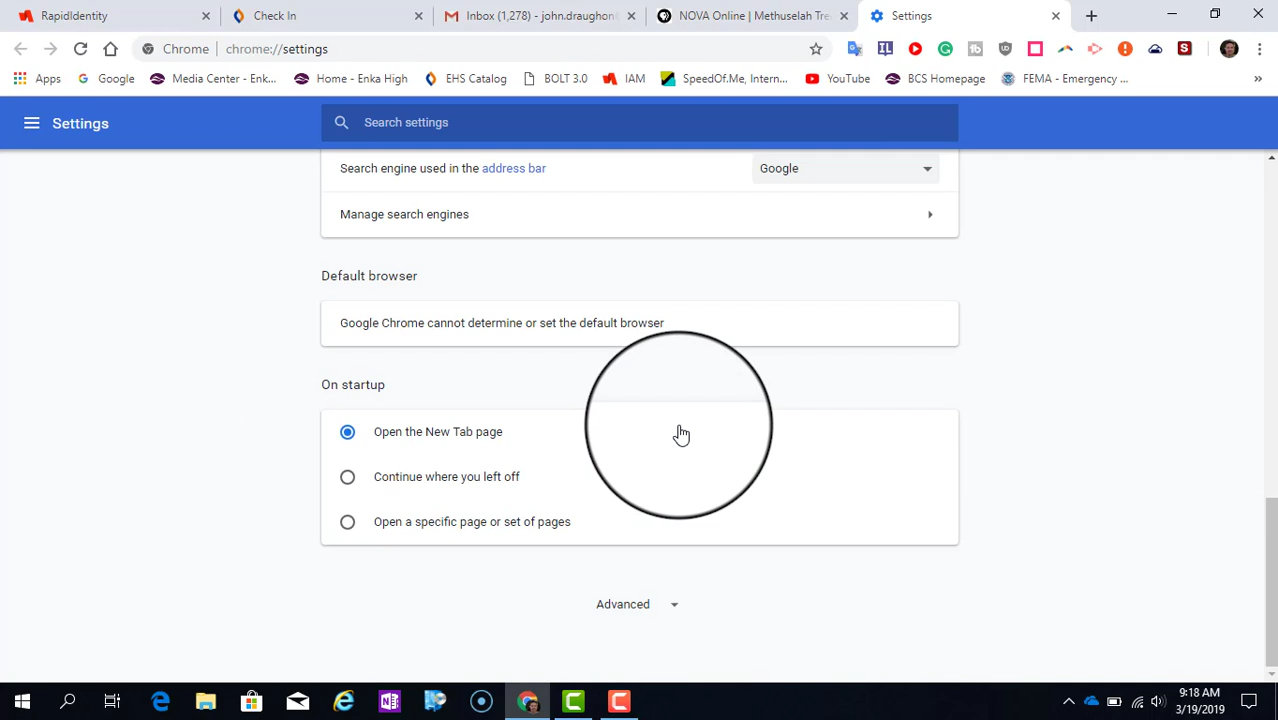 RapidIdentity
Check In
Inbox (1,278) - john.draughon
NOVA Online | Methuselah Tre
Settings
Chrome
chrome://settings
Apps
Google
Media Center - Enk...
Home - Enka High
EHS Catalog
BOLT 3.0
IAM
SpeedOf.Me, Intern...
YouTube
BCS Homepage
FEMA - Emergency ...
Settings
Search settings
Search engine used in the address bar
Google
Manage search engines
Default browser
Google Chrome cannot determine or set the default browser
On startup
Open the New Tab page
Continue where you left off
Open a specific page or set of pages
Advanced
9:18 AM
3/19/2019